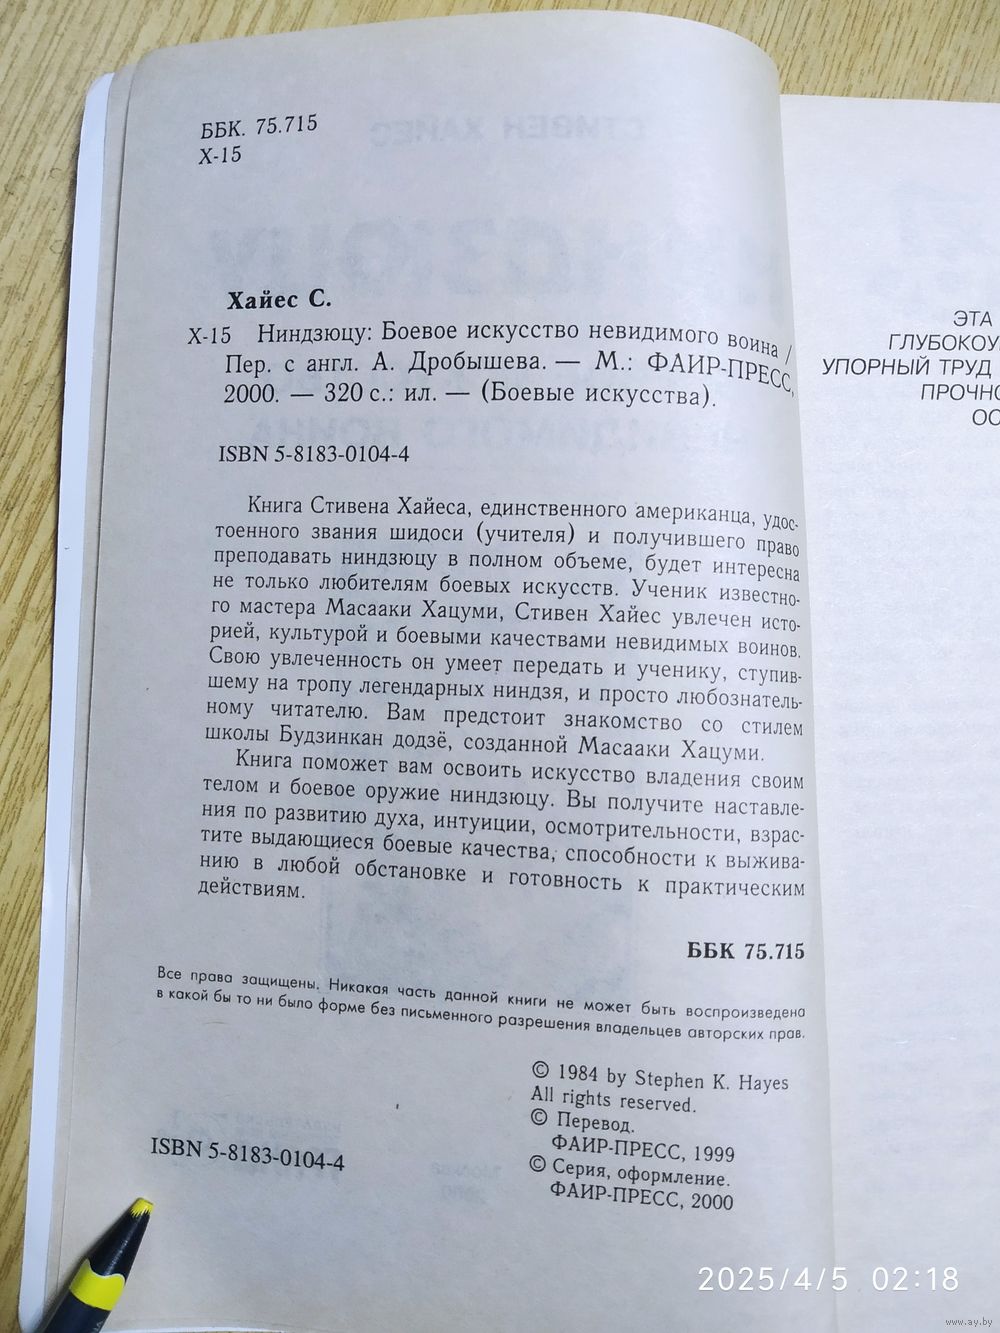 ББК. 75.715
Х-15
Хайес С.
Х-15 Ниндзюцу: Боевое искусство невидимого воина /
Пер. с англ. А. Дробышева. — М.: ФАИР-ПРЕСС,
2000. — 320 с.: ил. — (Боевые искусства).
ISBN 5-8183-0104-4
Книга Стивена Хайеса, единственного американца, удос-
тоенного звания шидоси (учителя) и получившего право
преподавать ниндзюцу в полном объеме, будет интересна
не только любителям боевых искусств. Ученик известно-
го мастера Масааки Хацуми, Стивен Хайес увлечен исто-
рией, культурой и боевыми качествами невидимых воинов.
Свою увлеченность он умеет передать и ученику, ступив-
шему на тропу легендарных ниндзя, и просто любознатель-
ному читателю. Вам предстоит знакомство со стилем
школы Будзинкан додзё, созданной Масааки Хацуми.
Книга поможет вам освоить искусство владения своим
телом и боевое оружие ниндзюцу. Вы получите наставле-
ния по развитию духа, интуиции, осмотрительности, взрас-
тите выдающиеся боевые качества, способности к выжива-
нию в любой обстановке и готовность к практическим
действиям.
ББК 75.715
Все права защищены. Никакая часть данной книги не может быть воспроизведена
в какой бы то ни было форме без письменного разрешения владельцев авторских прав.
© 1984 by Stephen K. Hayes
All rights reserved.
© Перевод.
ФАИР-ПРЕСС, 1999
© Серия, оформление.
ФАИР-ПРЕСС, 2000
ISBN 5-8183-0104-4
ЭТА
ГЛУБОКОУ
УПОРНЫЙ ТРУД
ПРОЧНО
ОС
2025/4/5 02:18
www.ay.by